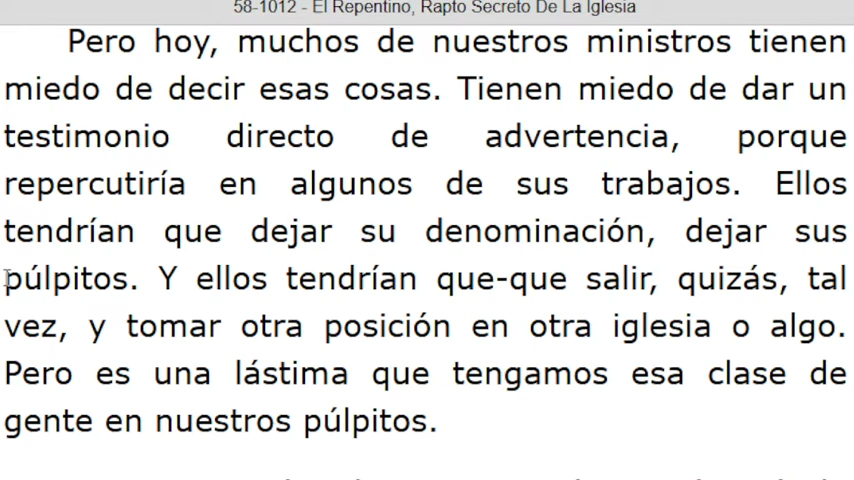 58-1012 - El Repentino, Rapto Secreto De La Iglesia
Pero hoy, muchos de nuestros ministros tienen
miedo de decir esas cosas. Tienen miedo de dar un
testimonio directo de advertencia, porque
repercutiría en algunos de sus trabajos. Ellos
tendrían que dejar su denominación, dejar sus
púlpitos. Y ellos tendrían que-que salir, quizás, tal
vez, y tomar otra posición en otra iglesia o algo.
Pero es una lástima que tengamos esa clase de
gente en nuestros púlpitos.